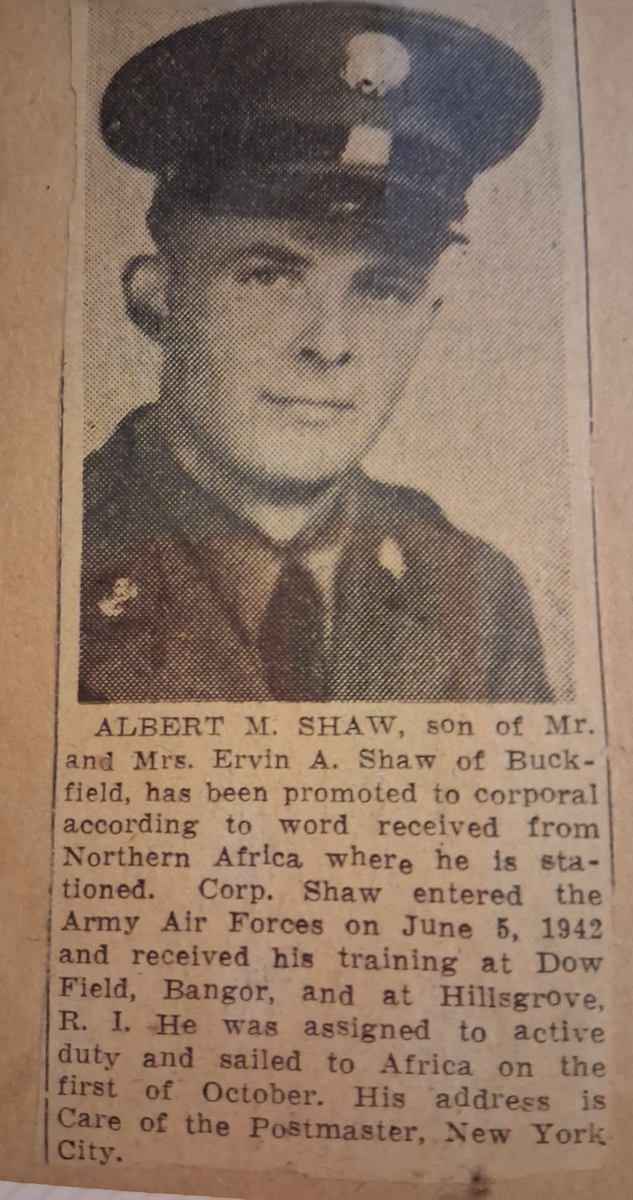 ALBERT M. SHAW, son of Mr.
and Mrs. Ervin A. Shaw of Buck-
field, has been promoted to corporal
according to word received from
Northern Africa where he is sta-
tioned. Corp. Shaw entered the
Army Air Forces on June 5, 1942
and received his training at Dow
Field, Bangor, and at Hillsgrove,
R. I. He was assigned to active
duty and sailed to Africa on the
first of October. His address is
Care of the Postmaster, New York
City.